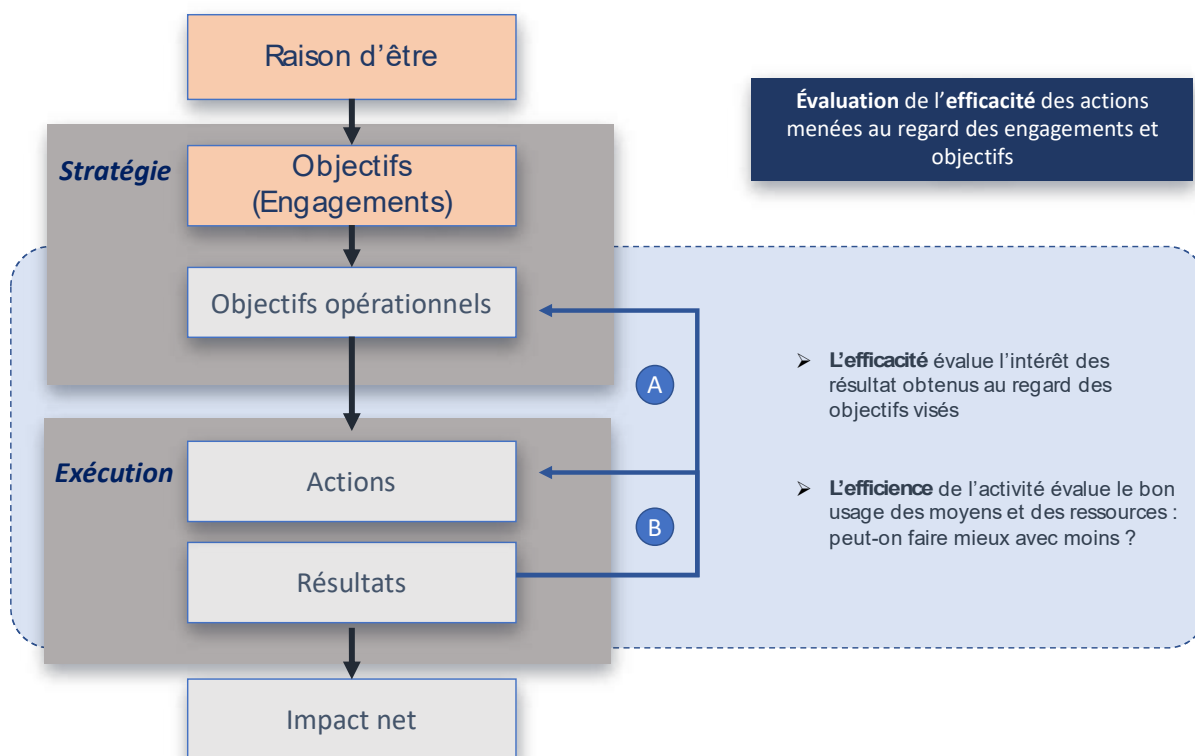 Raison d’être
Évaluation de l’efficacité des actions
menées au regard des engagements et
objectifs
Stratégie
Objectifs
(Engagements)
Objectifs opérationnels
A
L’efficacité évalue l’intérêt des
résultat obtenus au regard des
objectifs visés
Exécution
Actions
B
L’efficience de l’activité évalue le bon
usage des moyens et des ressources :
peut-on faire mieux avec moins ?
Résultats
Impact net